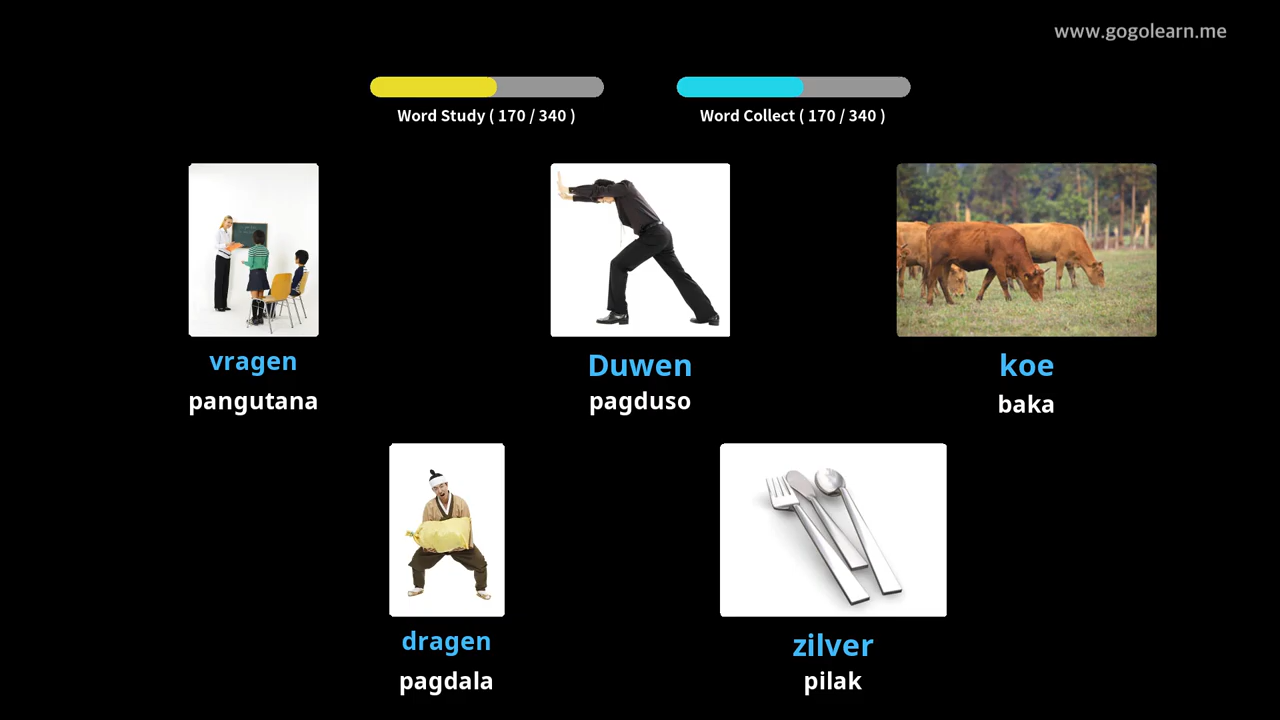 www.gogolearn.me
Word Study ( 170 / 340 )
Word Collect ( 170 / 340 )
vragen
pangutana
Duwen
pagduso
koe
baka
dragen
pagdala
zilver
pilak